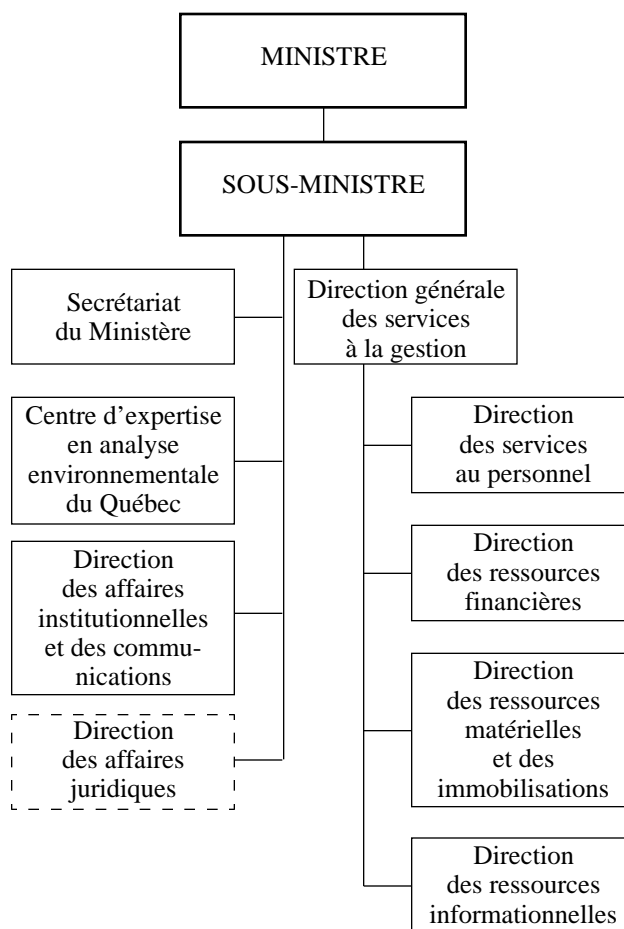 MINISTRE
SOUS-MINISTRE
Secrétariat
du Ministère
Direction générale
des services
à la gestion
Centre d'expertise
en analyse
environnementale
du Québec
Direction
des services
au personnel
Direction
des affaires
institutionnelles
et des commu-
nications
Direction
des ressources
financières
Direction
des affaires
juridiques
Direction
des ressources
matérielles
et des
immobilisations
Direction
des ressources
informationnelles